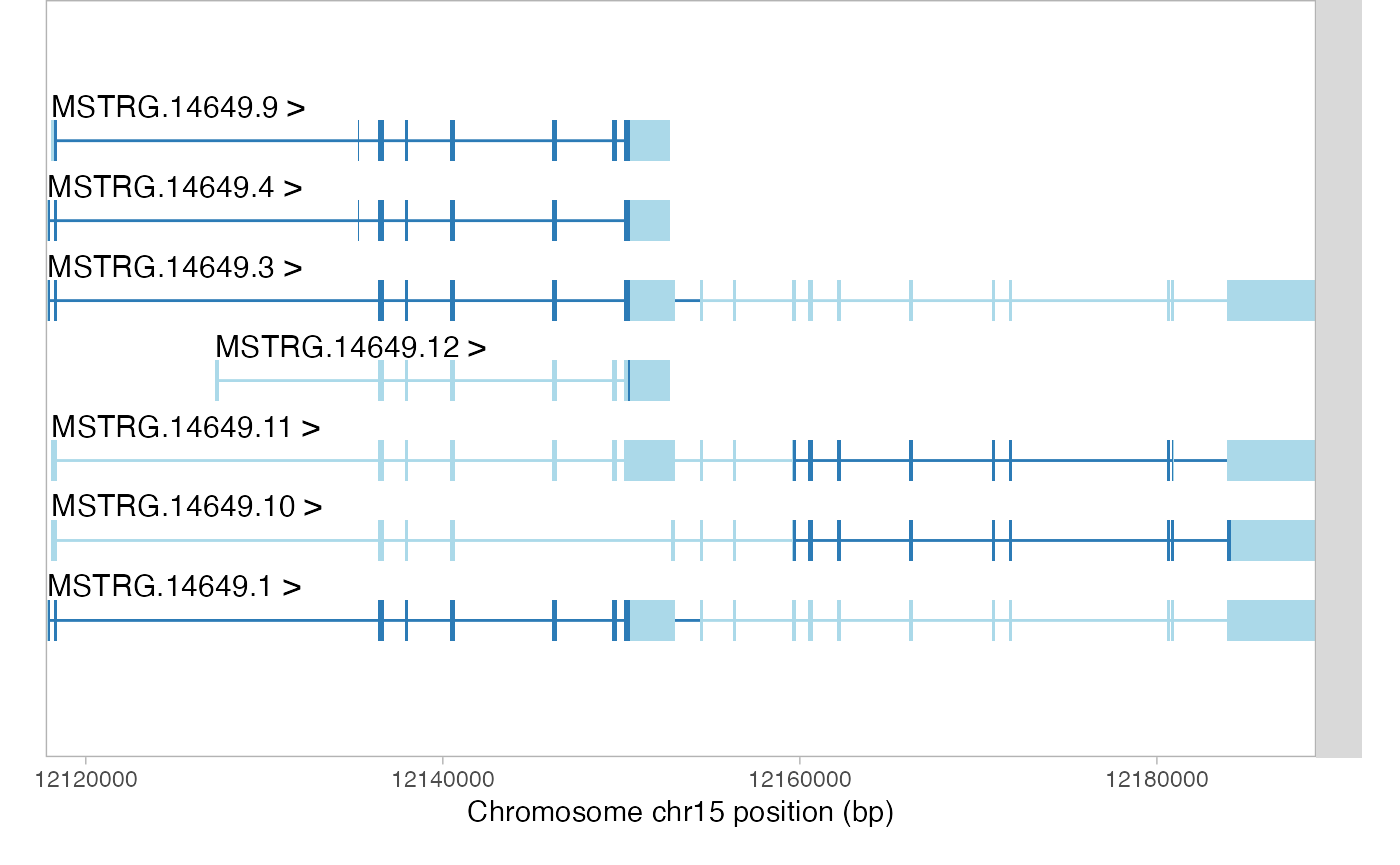 MSTRG.14649.9 >
MSTRG.14649.4 >
MSTRG.14649.3 >
MSTRG.14649.12 >
MSTRG.14649.11 >
MSTRG.14649.10 >
MSTRG.14649.1 >
12120000 12140000 12160000 12180000
Chromosome chr15 position (bp)